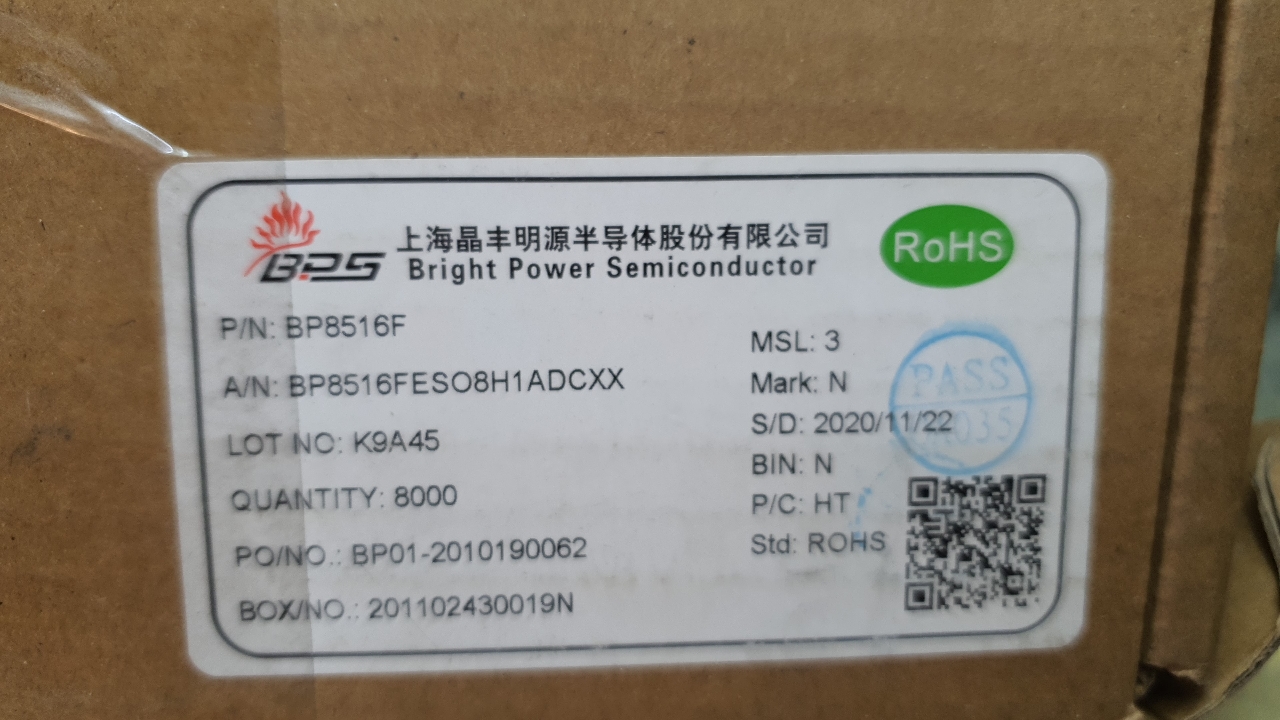 BPS
上海晶丰明源半导体股份有限公司
Bright Power Semiconductor
RoHS
P/N: BP8516F
A/N: BP8516FESO8H1ADCXX
LOT NO: K9A45
QUANTITY: 8000
PO/NO.: BP01-2010190062
BOX/NO.: 201102430019N
MSL: 3
Mark: N
S/D: 2020/11/22
BIN: N
P/C: HT
Std: ROHS
PASS